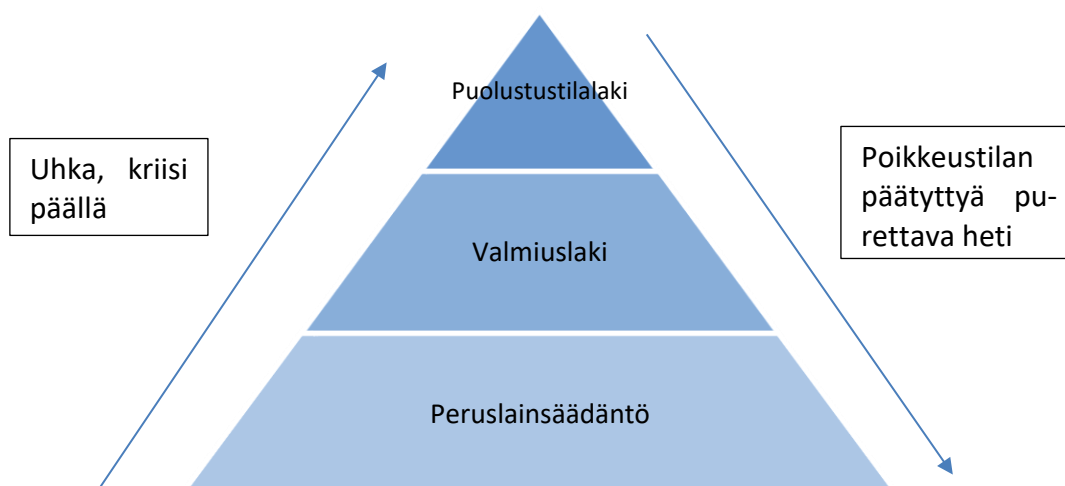 Puolustustilalaki
Uhka, kriisi
päällä
Poikkeustilan
päätyttyä pu-
rettava heti
Valmiuslaki
Peruslainsäädäntö